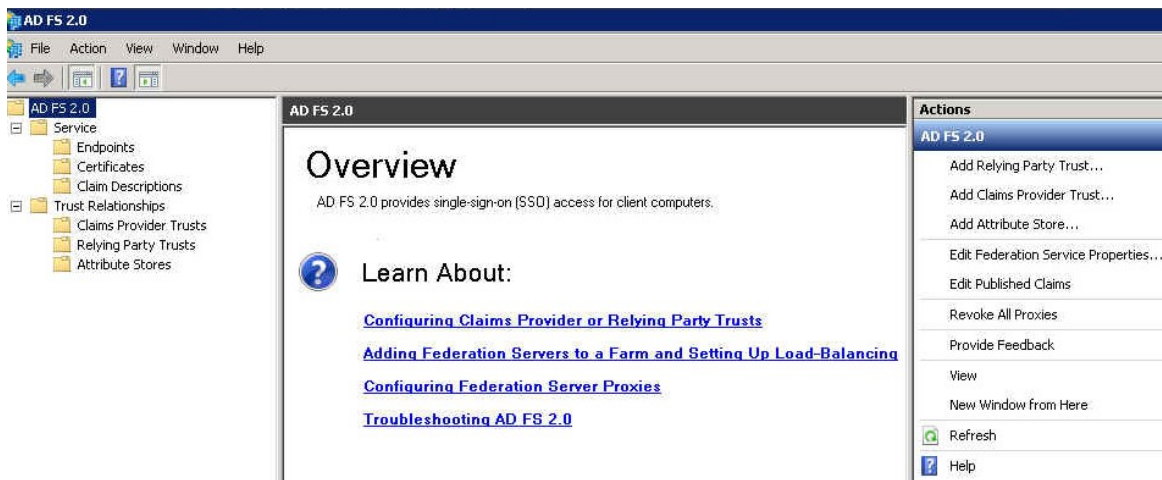 AD FS 2.0
File Action View Window Help
AD FS 2.0
Service
Endpoints
Certificates
Claim Descriptions
Trust Relationships
Claims Provider Trusts
Relying Party Trusts
Attribute Stores
AD FS 2.0
Overview
AD FS 2.0 provides single-sign-on (SSO) access for client computers.
Learn About:
Configuring Claims Provider or Relying Party Trusts
Adding Federation Servers to a Farm and Setting Up Load-Balancing
Configuring Federation Server Proxies
Troubleshooting AD FS 2.0
Actions
AD FS 2.0
Add Relying Party Trust...
Add Claims Provider Trust...
Add Attribute Store...
Edit Federation Service Properties...
Edit Published Claims
Revoke All Proxies
Provide Feedback
View
New Window from Here
Refresh
Help